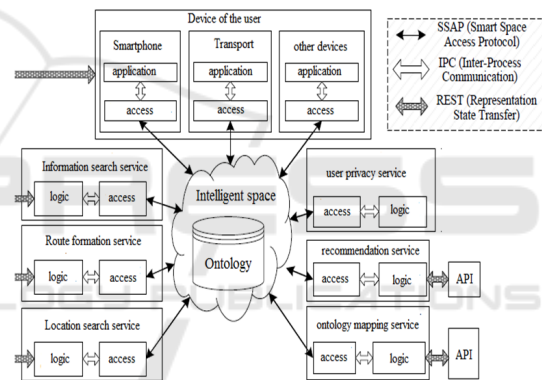 Device of the user
Smartphone
application
access
Transport
application
access
other devices
application
access
SSAP (Smart Space
Access Protocol)
IPC (Inter-Process
Communication)
REST (Representation
State Transfer)
Information search service
logic
access
Route formation service
logic
access
Location search service
logic
access
Intelligent space
Ontology
user privacy service
access
logic
recommendation service
access
logic
API
ontology mapping service
access
logic
API